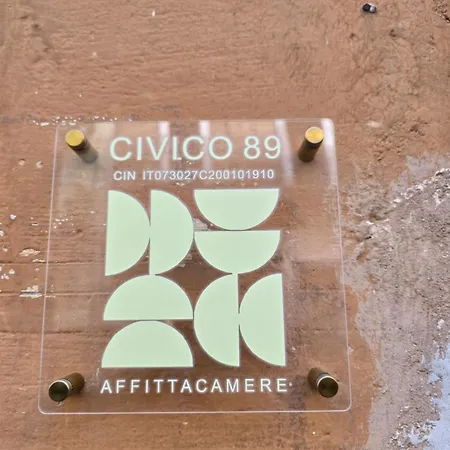 CIVICO 89
CIN IT073027C200101910
AFFITTACAMERE